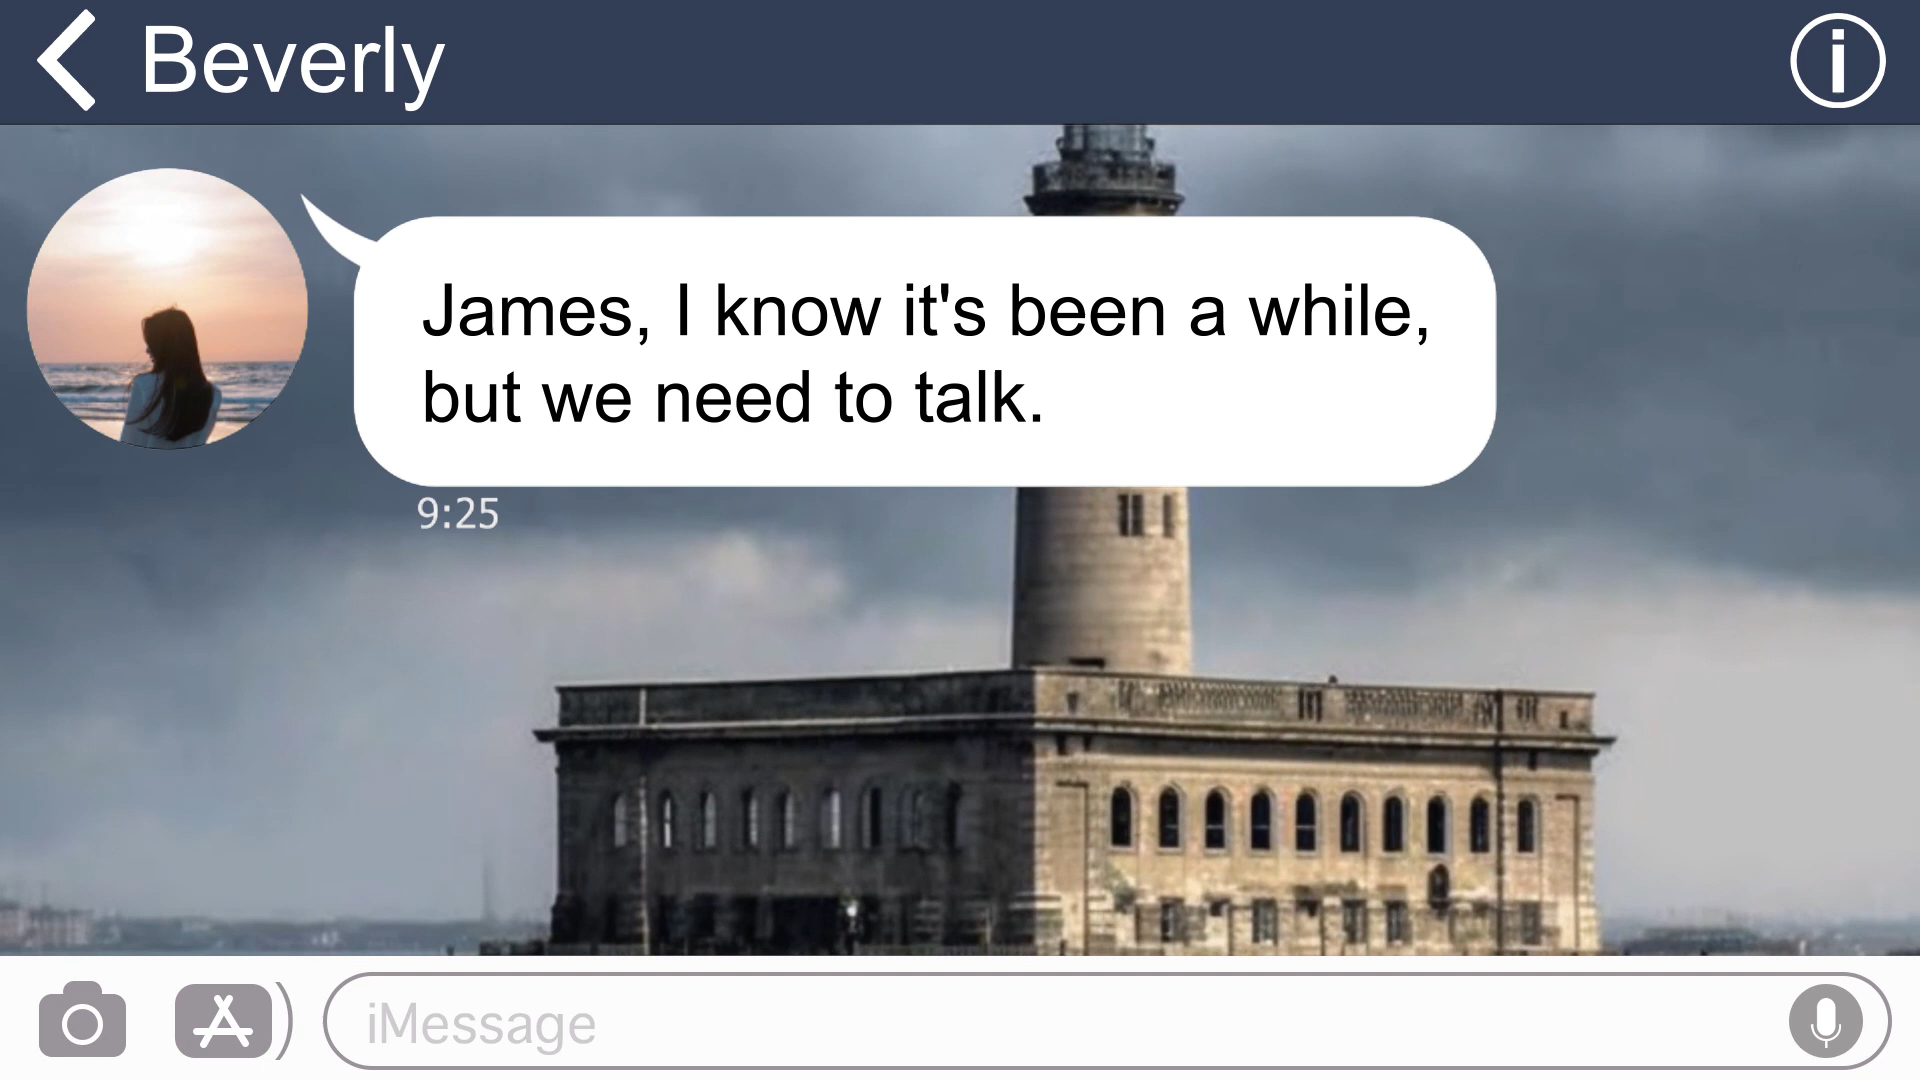 Beverly
James, I know it's been a while,
but we need to talk.
9:25
iMessage